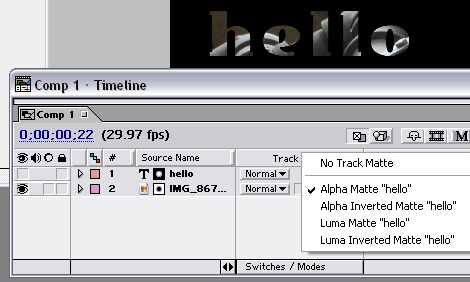 hello
Comp 1 · Timeline
Comp 1
0;00;00;22 (29.97 fps)
M
# Source Name Track
1 T hello Normal
2 IMG_867... Normal
No Track Matte
Alpha Matte "hello"
Alpha Inverted Matte "hello"
Luma Matte "hello"
Luma Inverted Matte "hello"
Switches / Modes